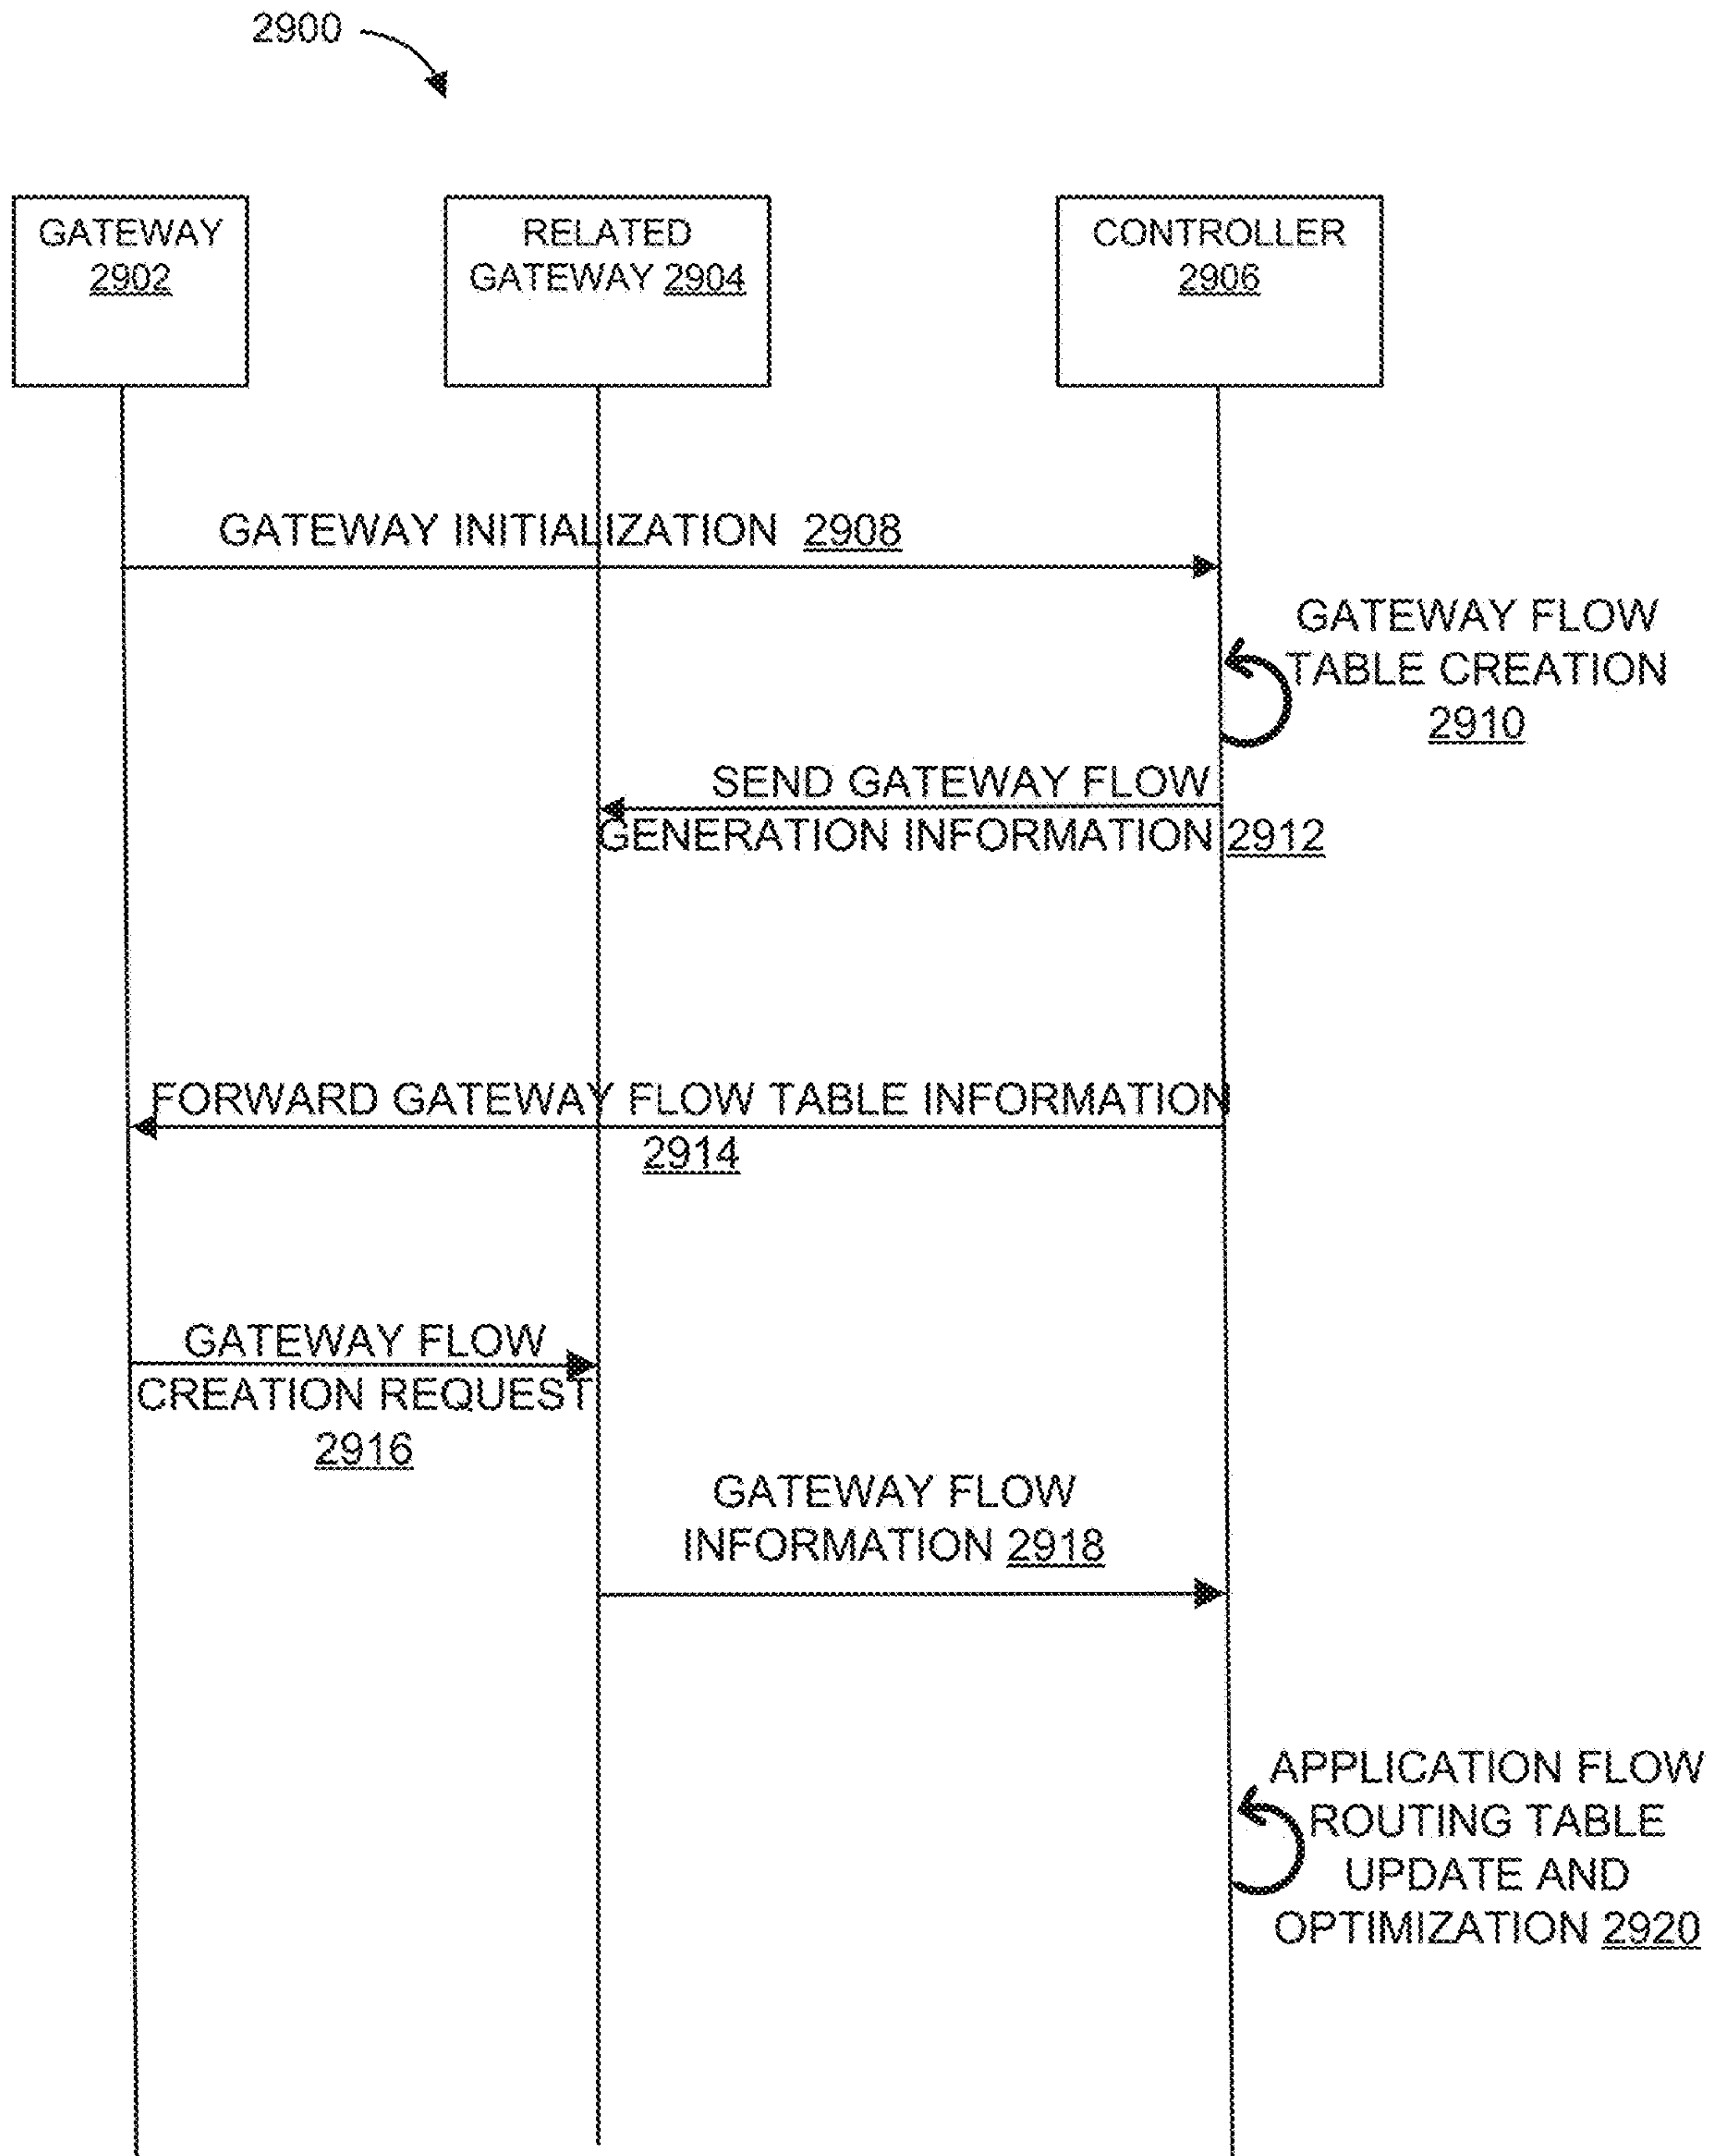 2900
GATEWAY
2902
RELATED
GATEWAY 2904
CONTROLLER
2906
GATEWAY INITIALIZATION 2908
GATEWAY FLOW
TABLE CREATION
2910
SEND GATEWAY FLOW
GENERATION INFORMATION 2912
FORWARD GATEWAY FLOW TABLE INFORMATION
2914
GATEWAY FLOW
CREATION REQUEST
2916
GATEWAY FLOW
INFORMATION 2918
APPLICATION FLOW
ROUTING TABLE
UPDATE AND
OPTIMIZATION 2920